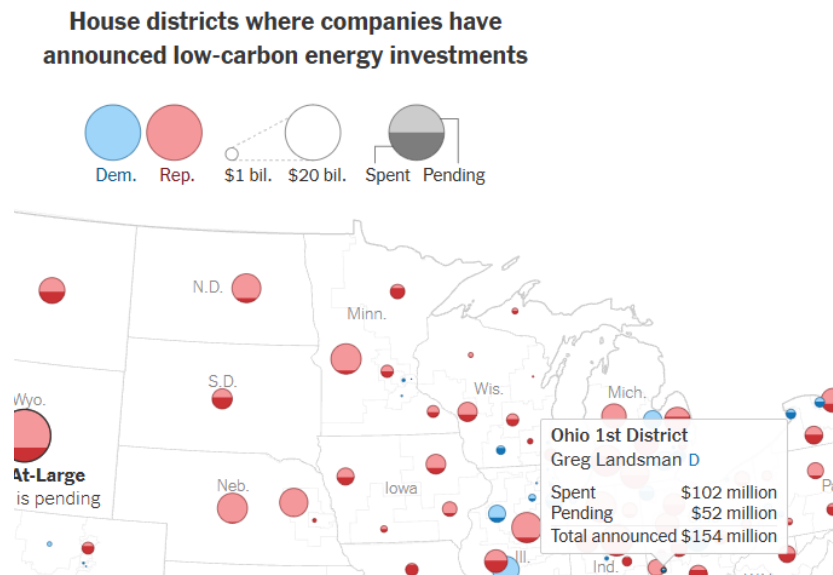 House districts where companies have
announced low-carbon energy investments
Dem. Rep. $1 bil. $20 bil. Spent Pending
N.D.
Minn.
S.D.
Wis.
Mich.
Wyo.
Ohio 1st District
Greg Landsman D
At-Large
is pending
Neb.
Iowa
Spent $102 million
Pending $52 million
Total announced $154 million
Ill.
Ind.